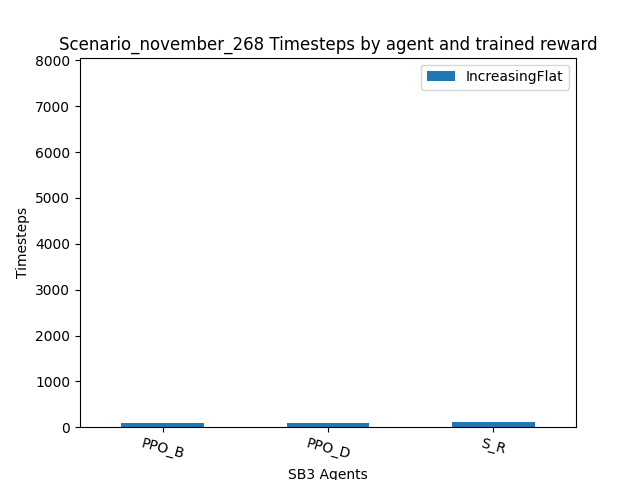 Scenario_november_268 Timesteps by agent and trained reward
IncreasingFlat
8000
7000
6000
5000
4000
3000
2000
1000
0
Timesteps
PPO_B
PPO_D
S_R
SB3 Agents